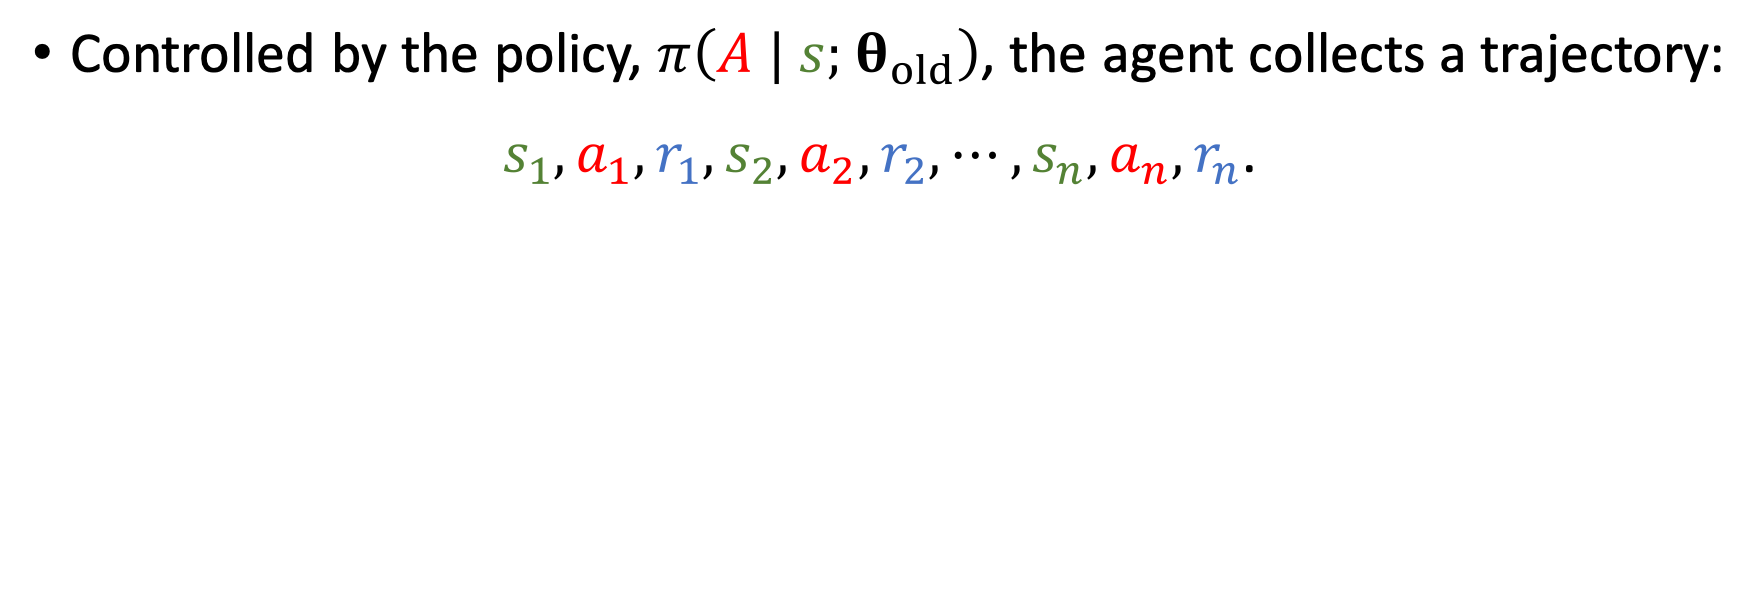 • Controlled by the policy, π(A | s; θ_old), the agent collects a trajectory:
s_1, a_1, r_1, s_2, a_2, r_2, ⋯, s_n, a_n, r_n.